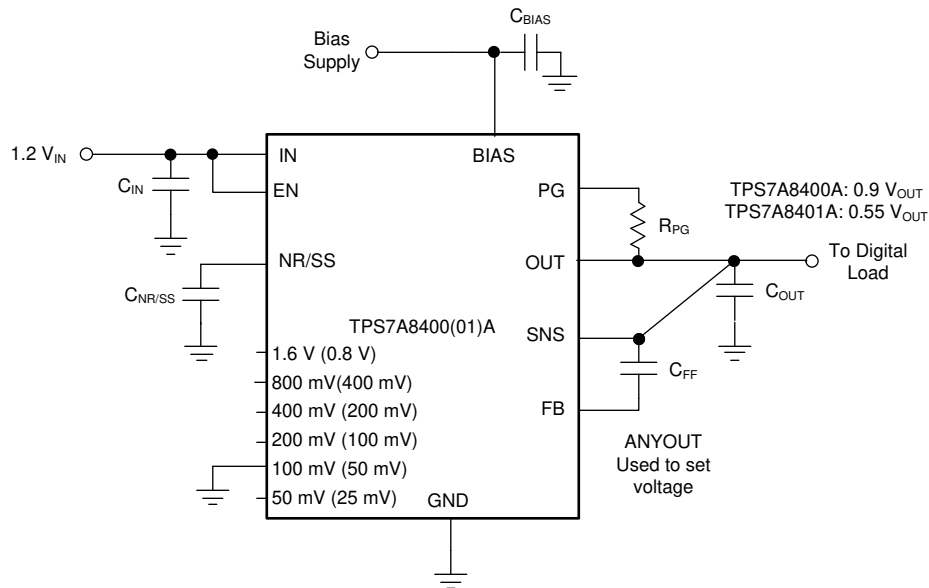 C_BIAS
Bias
Supply
1.2 V_IN
IN
BIAS
C_IN
EN
PG
TPS7A8400A: 0.9 V_OUT
TPS7A8401A: 0.55 V_OUT
R_PG
NR/SS
OUT
To Digital
Load
C_NR/SS
C_OUT
TPS7A8400(01)A
SNS
1.6 V (0.8 V)
C_FF
800 mV(400 mV)
400 mV (200 mV)
FB
200 mV (100 mV)
ANYOUT
Used to set
voltage
100 mV (50 mV)
50 mV (25 mV)
GND